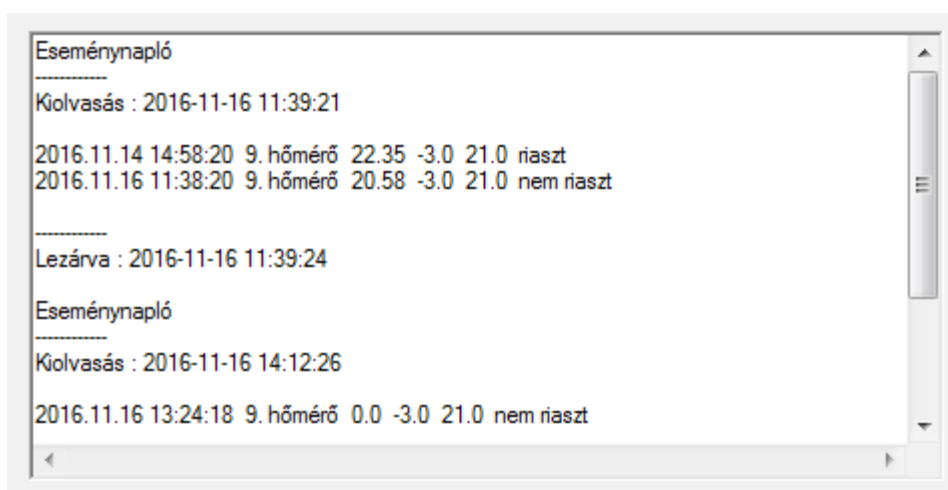 Eseménynapló
------------
Kiolvasás : 2016-11-16 11:39:21
2016.11.14 14:58:20  9. hőmérő  22.35  -3.0  21.0  riaszt
2016.11.16 11:38:20  9. hőmérő  20.58  -3.0  21.0  nem riaszt
------------
Lezárva : 2016-11-16 11:39:24
Eseménynapló
------------
Kiolvasás : 2016-11-16 14:12:26
2016.11.16 13:24:18  9. hőmérő  0.0  -3.0  21.0  nem riaszt